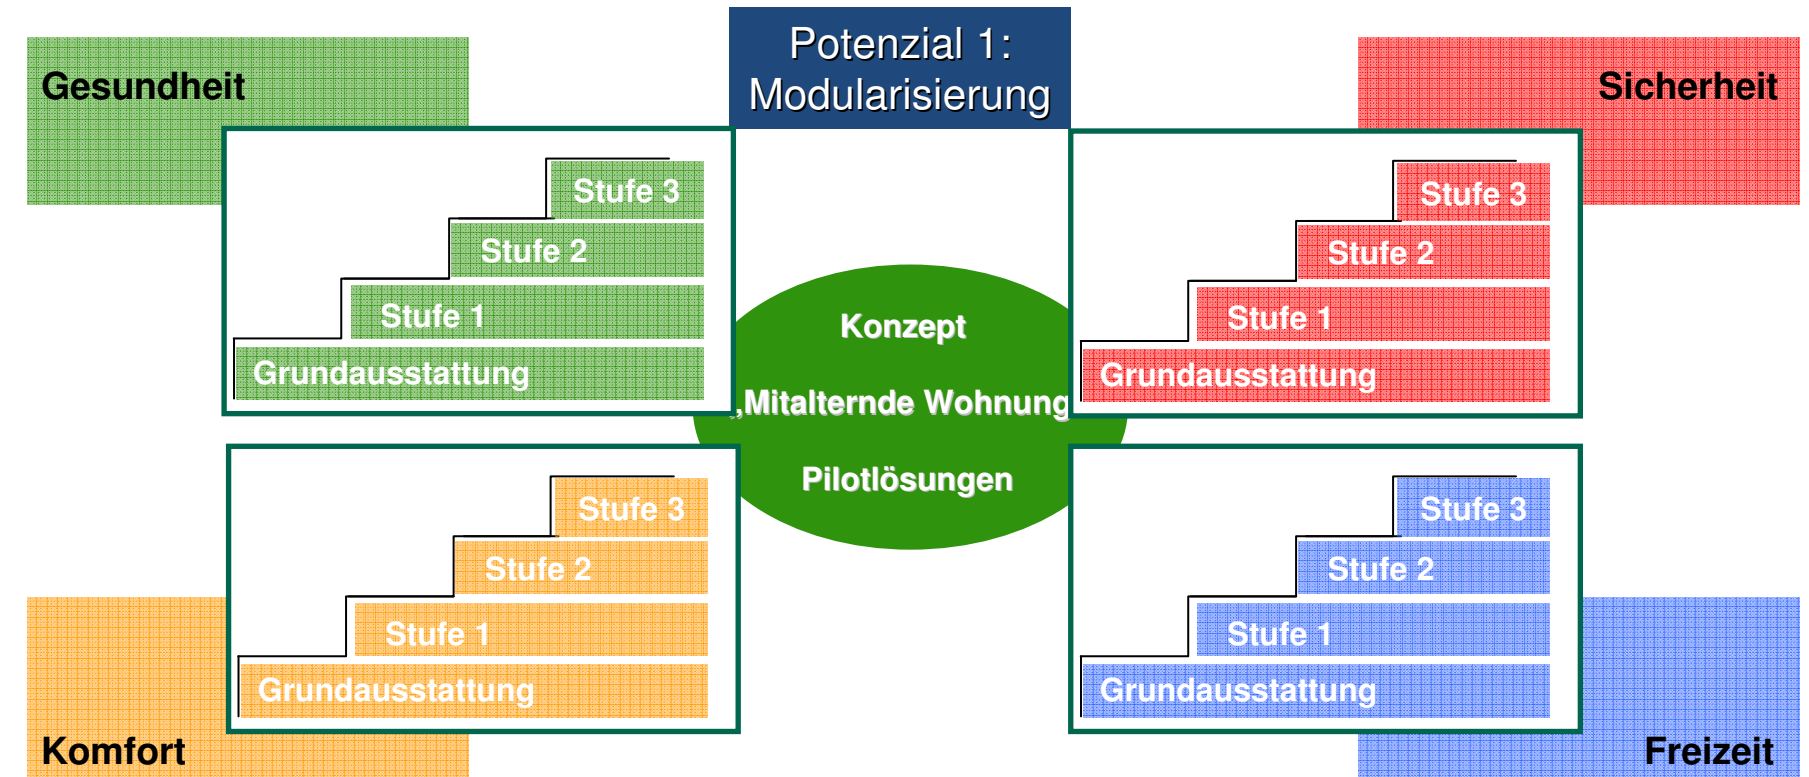 Potenzial 1:
Modularisierung
Gesundheit
Stufe 3
Stufe 2
Stufe 1
Grundausstattung
Sicherheit
Stufe 3
Stufe 2
Stufe 1
Grundausstattung
Konzept
„Mitalternde Wohnung
Pilotlösungen
Stufe 3
Stufe 2
Stufe 1
Grundausstattung
Komfort
Stufe 3
Stufe 2
Stufe 1
Grundausstattung
Freizeit